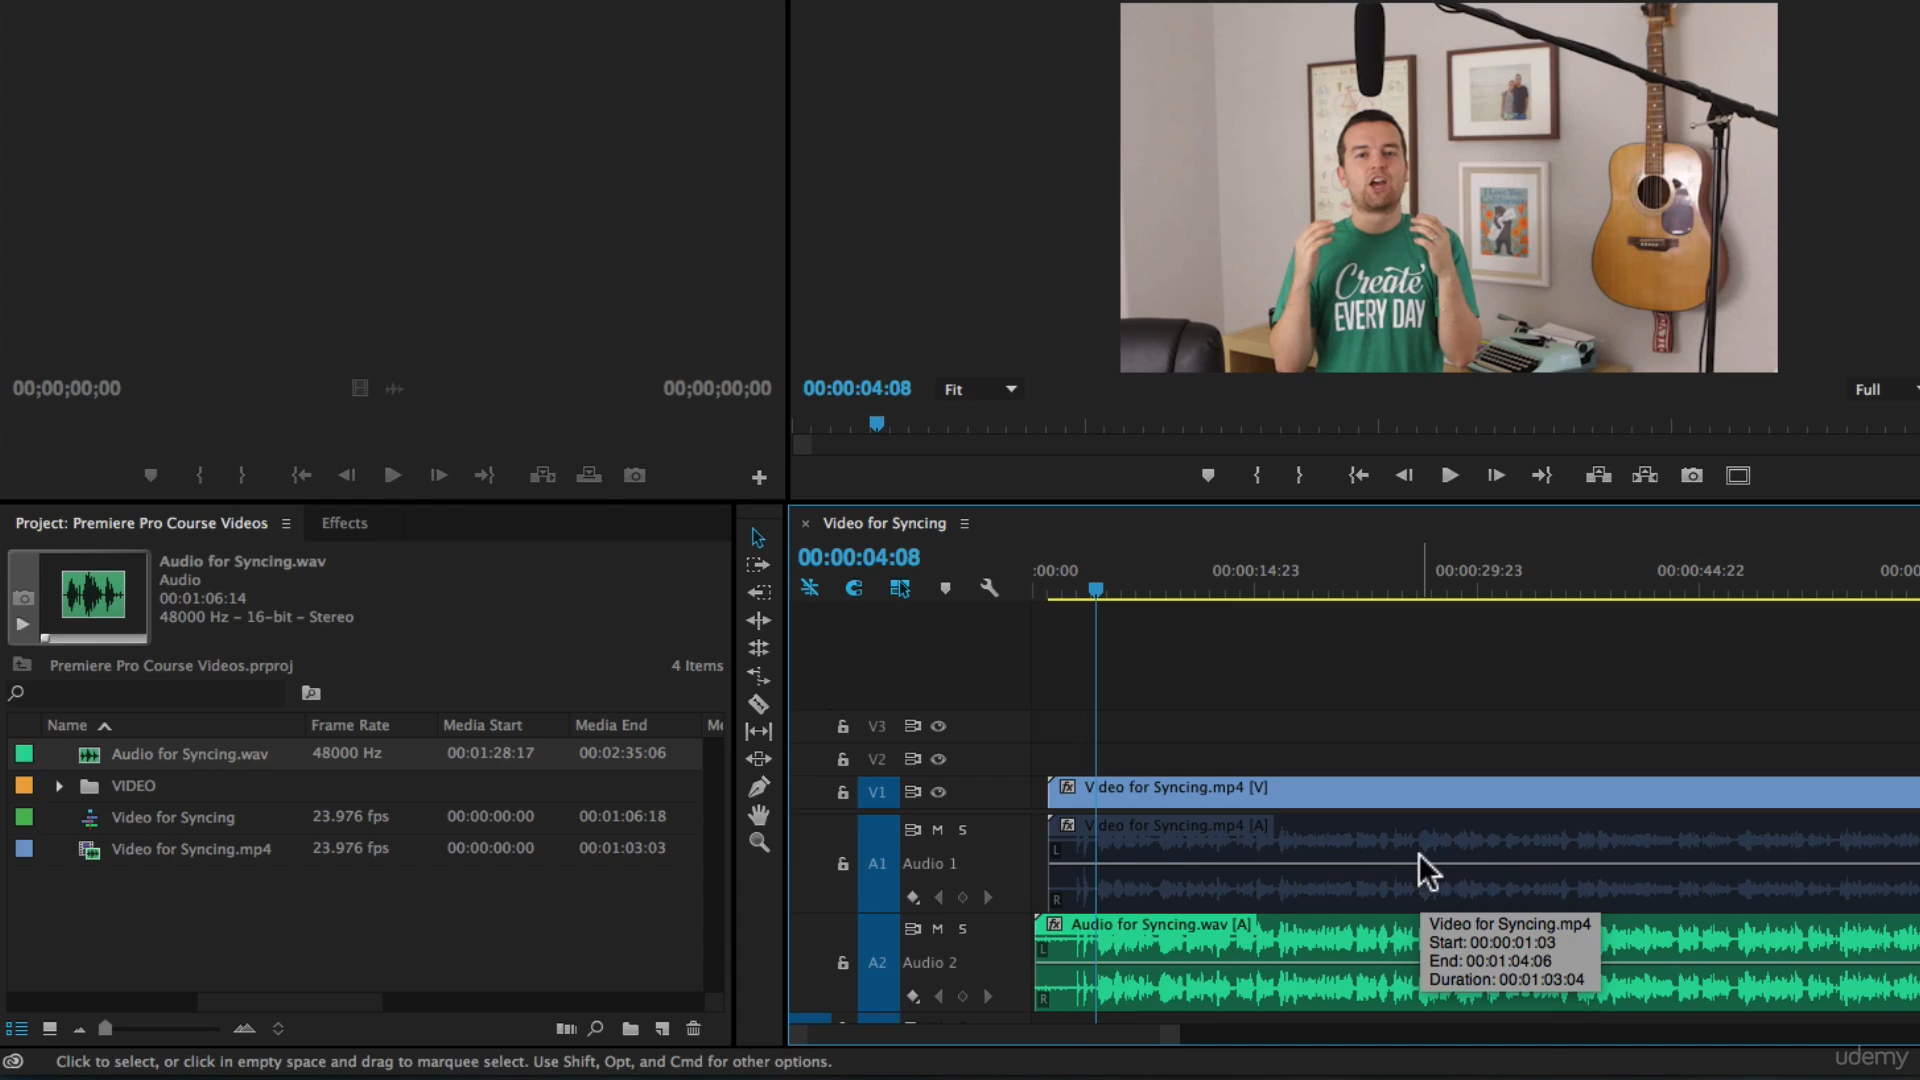 Create
EVERY DAY
00;00;00;00
00;00;00;00
00:00:04:08
Fit
Full
Project: Premiere Pro Course Videos
Effects
Audio for Syncing.wav
Audio
00:01:06:14
48000 Hz - 16-bit - Stereo
Premiere Pro Course Videos.prproj
4 Items
Name
Frame Rate
Media Start
Media End
Me
Audio for Syncing.wav
48000 Hz
00:01:28:17
00:02:35:06
VIDEO
Video for Syncing
23.976 fps
00:00:00:00
00:01:06:18
Video for Syncing.mp4
23.976 fps
00:00:00:00
00:01:03:03
Video for Syncing
00:00:04:08
:00:00
00:00:14:23
00:00:29:23
00:00:44:22
00:00
V3
V2
V1
Video for Syncing.mp4 [V]
A1
M
S
Audio 1
Video for Syncing.mp4 [A]
L
R
A2
M
S
Audio 2
Audio for Syncing.wav [A]
L
R
Video for Syncing.mp4
Start: 00:00:01:03
End: 00:01:04:06
Duration: 00:01:03:04
Click to select, or click in empty space and drag to marquee select. Use Shift, Opt, and Cmd for other options.
udemy